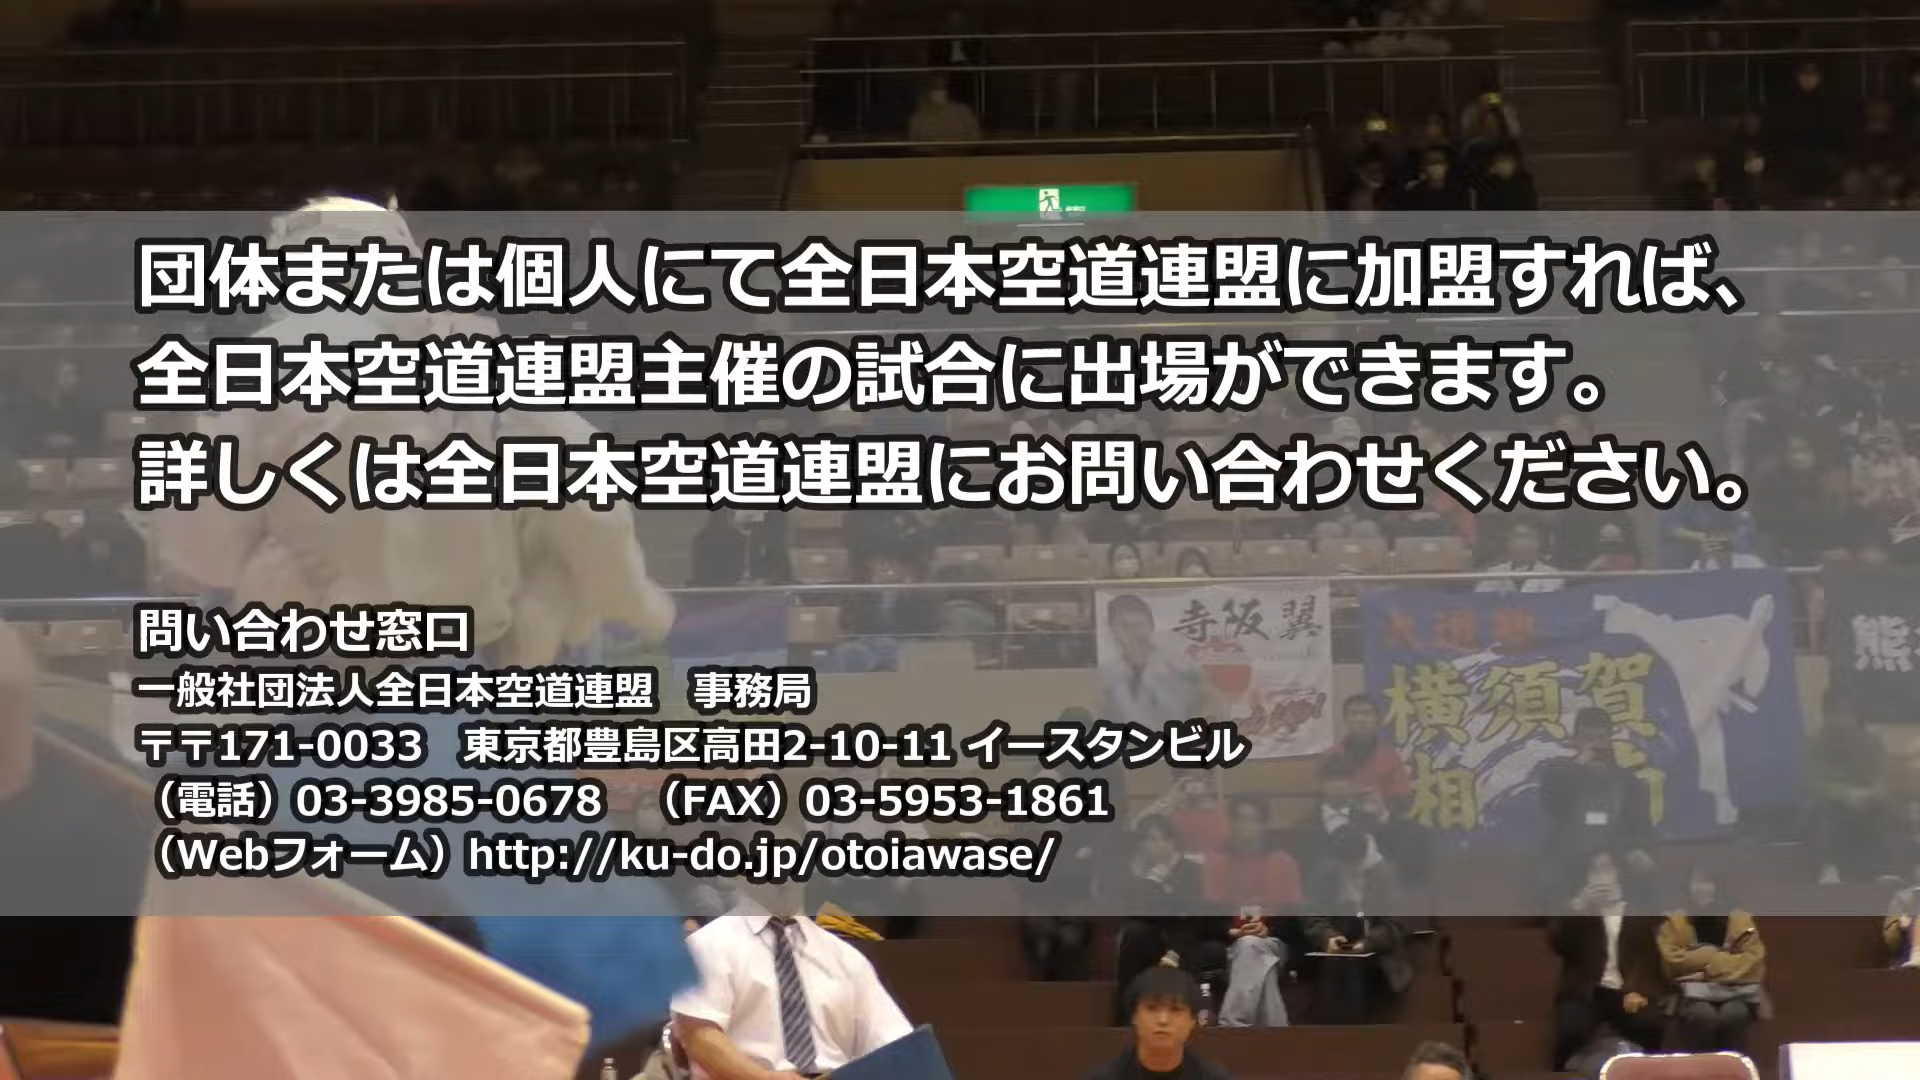 団体または個人にて全日本空道連盟に加盟すれば、
全日本空道連盟主催の試合に出場ができます。
詳しくは全日本空道連盟にお問い合わせください。
問い合わせ窓口
一般社団法人全日本空道連盟　事務局
〒〒171-0033　東京都豊島区高田2-10-11 イースタンビル
（電話）03-3985-0678　（FAX）03-5953-1861
（Webフォーム）http://ku-do.jp/otoiawase/
寺阪 翼
大道塾
横須賀
相
熊